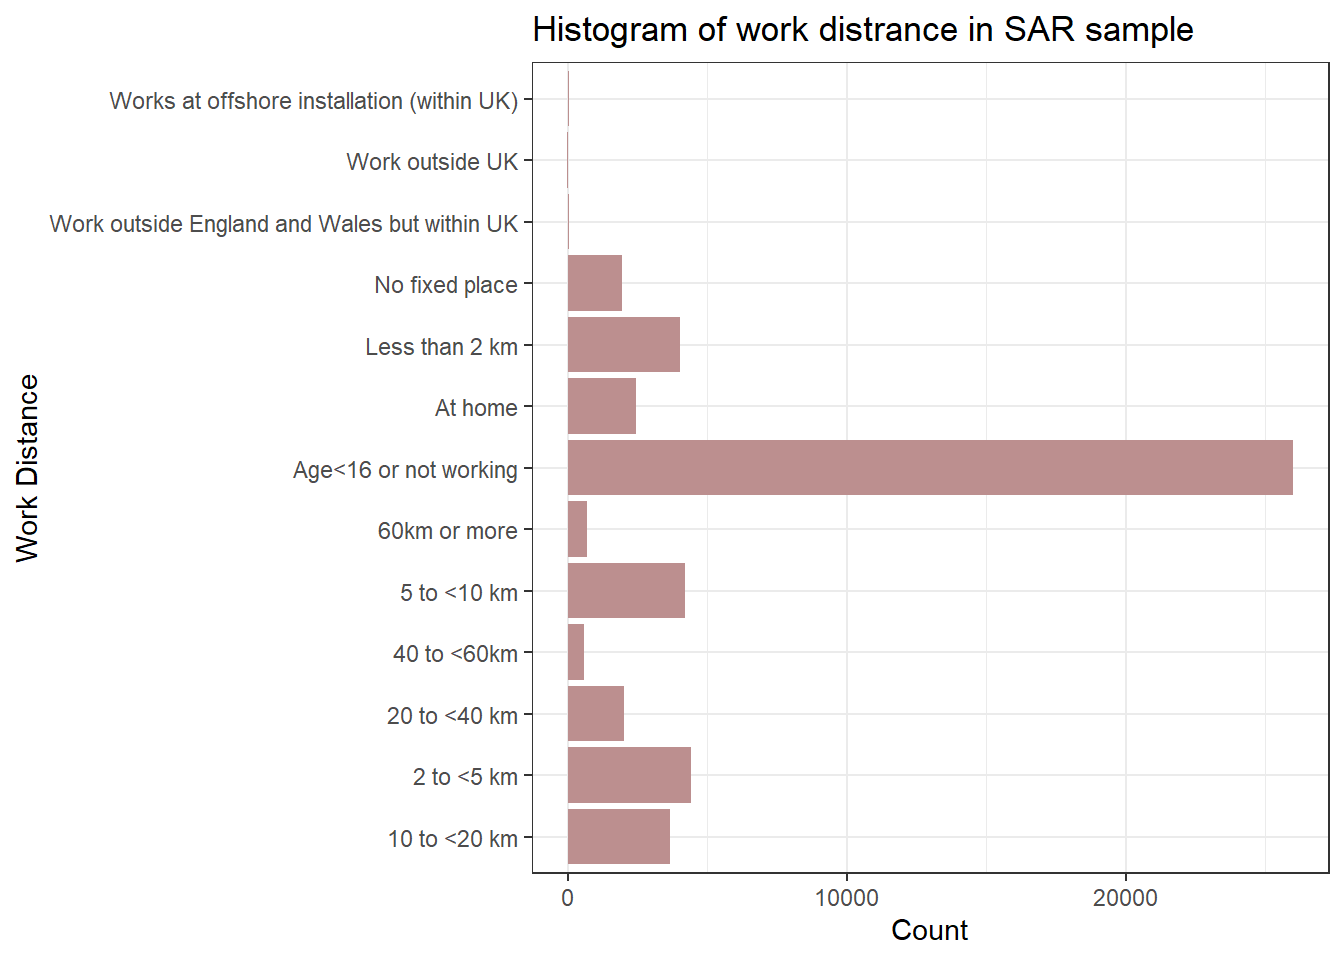 Histogram of work distrance in SAR sample
Works at offshore installation (within UK)
Work outside UK
Work outside England and Wales but within UK
No fixed place
Less than 2 km
At home
Age<16 or not working
60km or more
5 to <10 km
40 to <60km
20 to <40 km
2 to <5 km
10 to <20 km
Work Distance
0 10000 20000
Count